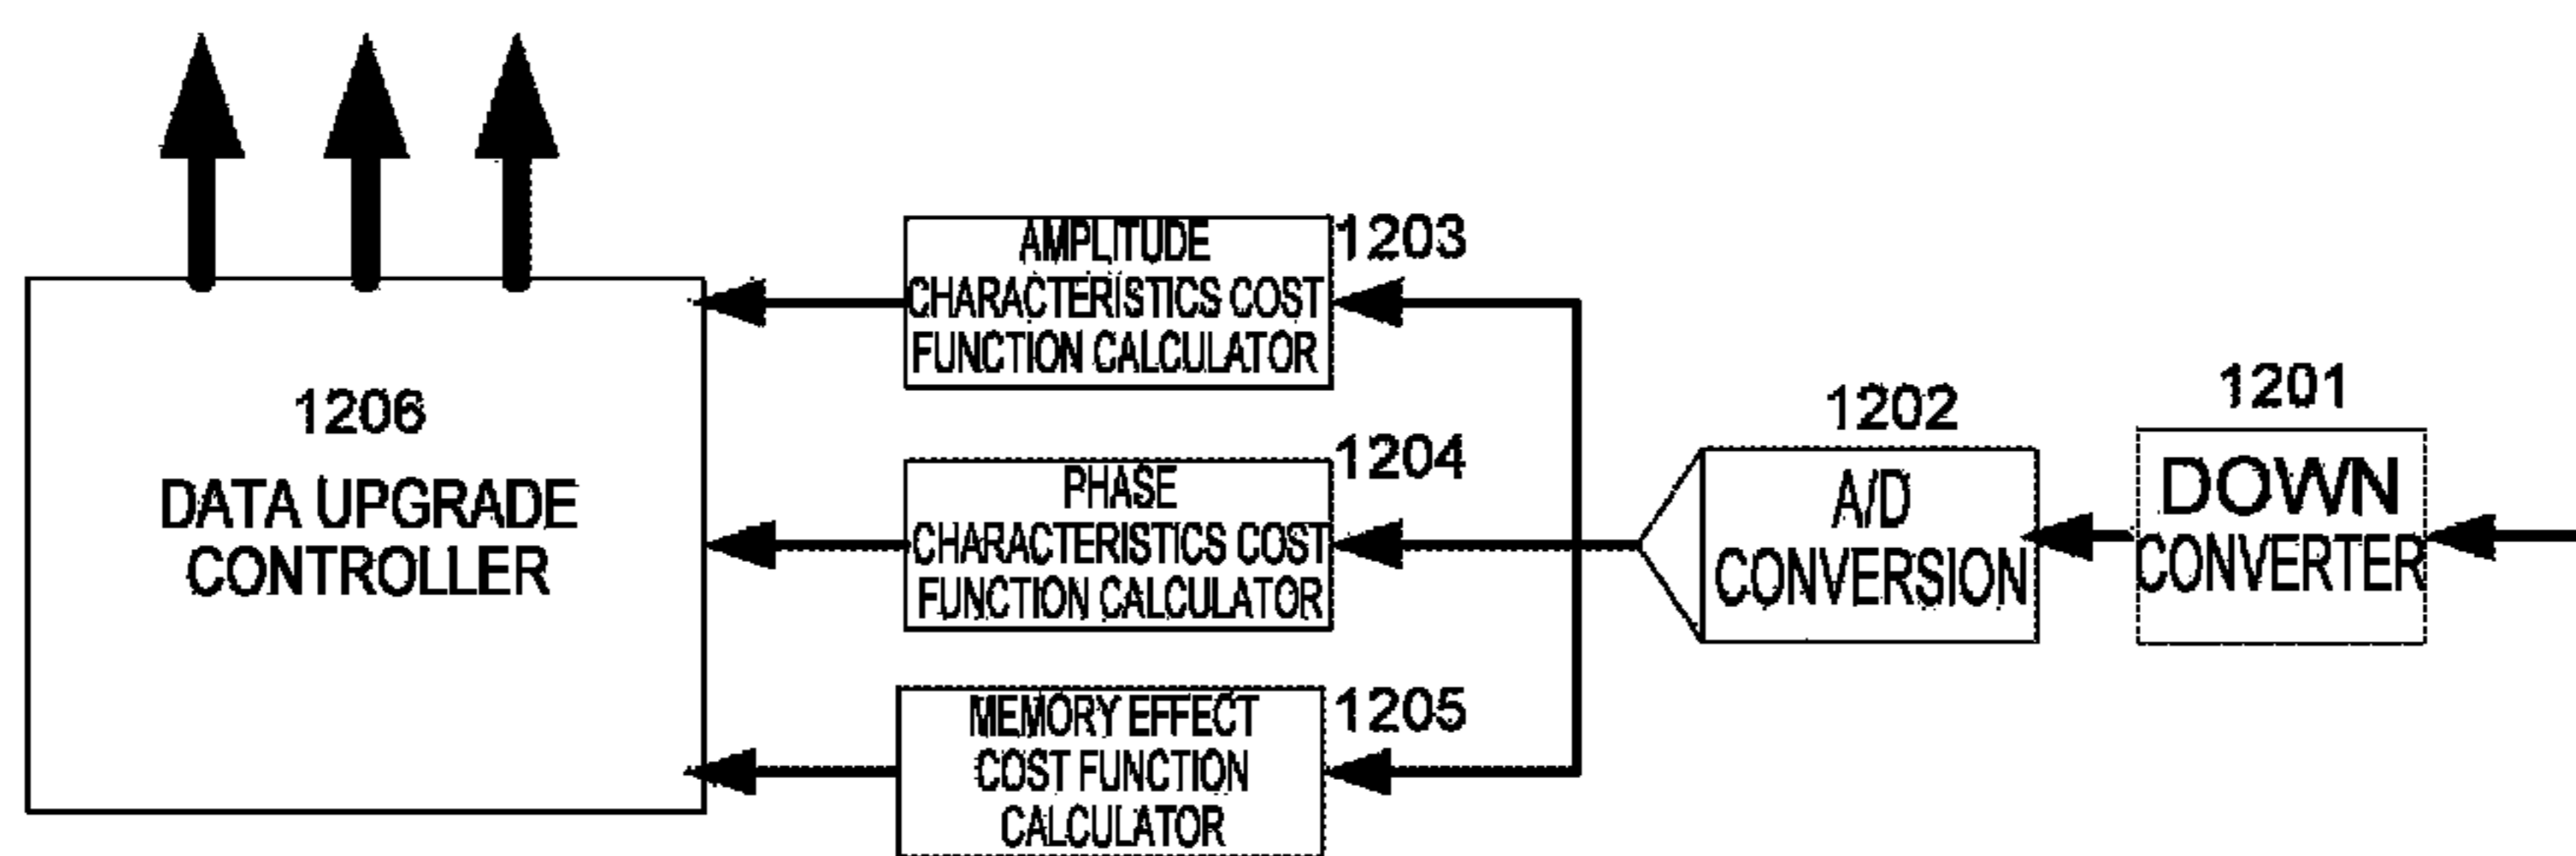 AMPLITUDE
CHARACTERISTICS COST
FUNCTION CALCULATOR
1203
1206
DATA UPGRADE
CONTROLLER
PHASE
CHARACTERISTICS COST
FUNCTION CALCULATOR
1204
MEMORY EFFECT
COST FUNCTION
CALCULATOR
1205
1202
A/D
CONVERSION
1201
DOWN
CONVERTER